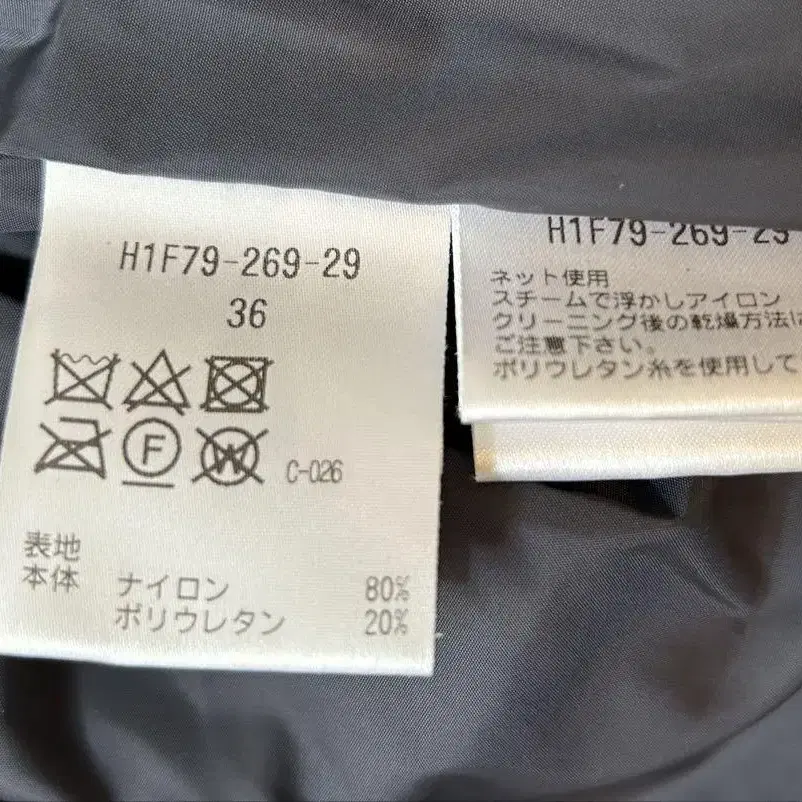 H1F79-269-29
36
F
W
C-026
表地
本体 ナイロン 80%
ポリウレタン 20%
H1F79-269-29
ネット使用
スチームで浮かしアイロン
クリーニング後の乾燥方法に
ご注意下さい。
ポリウレタン糸を使用して